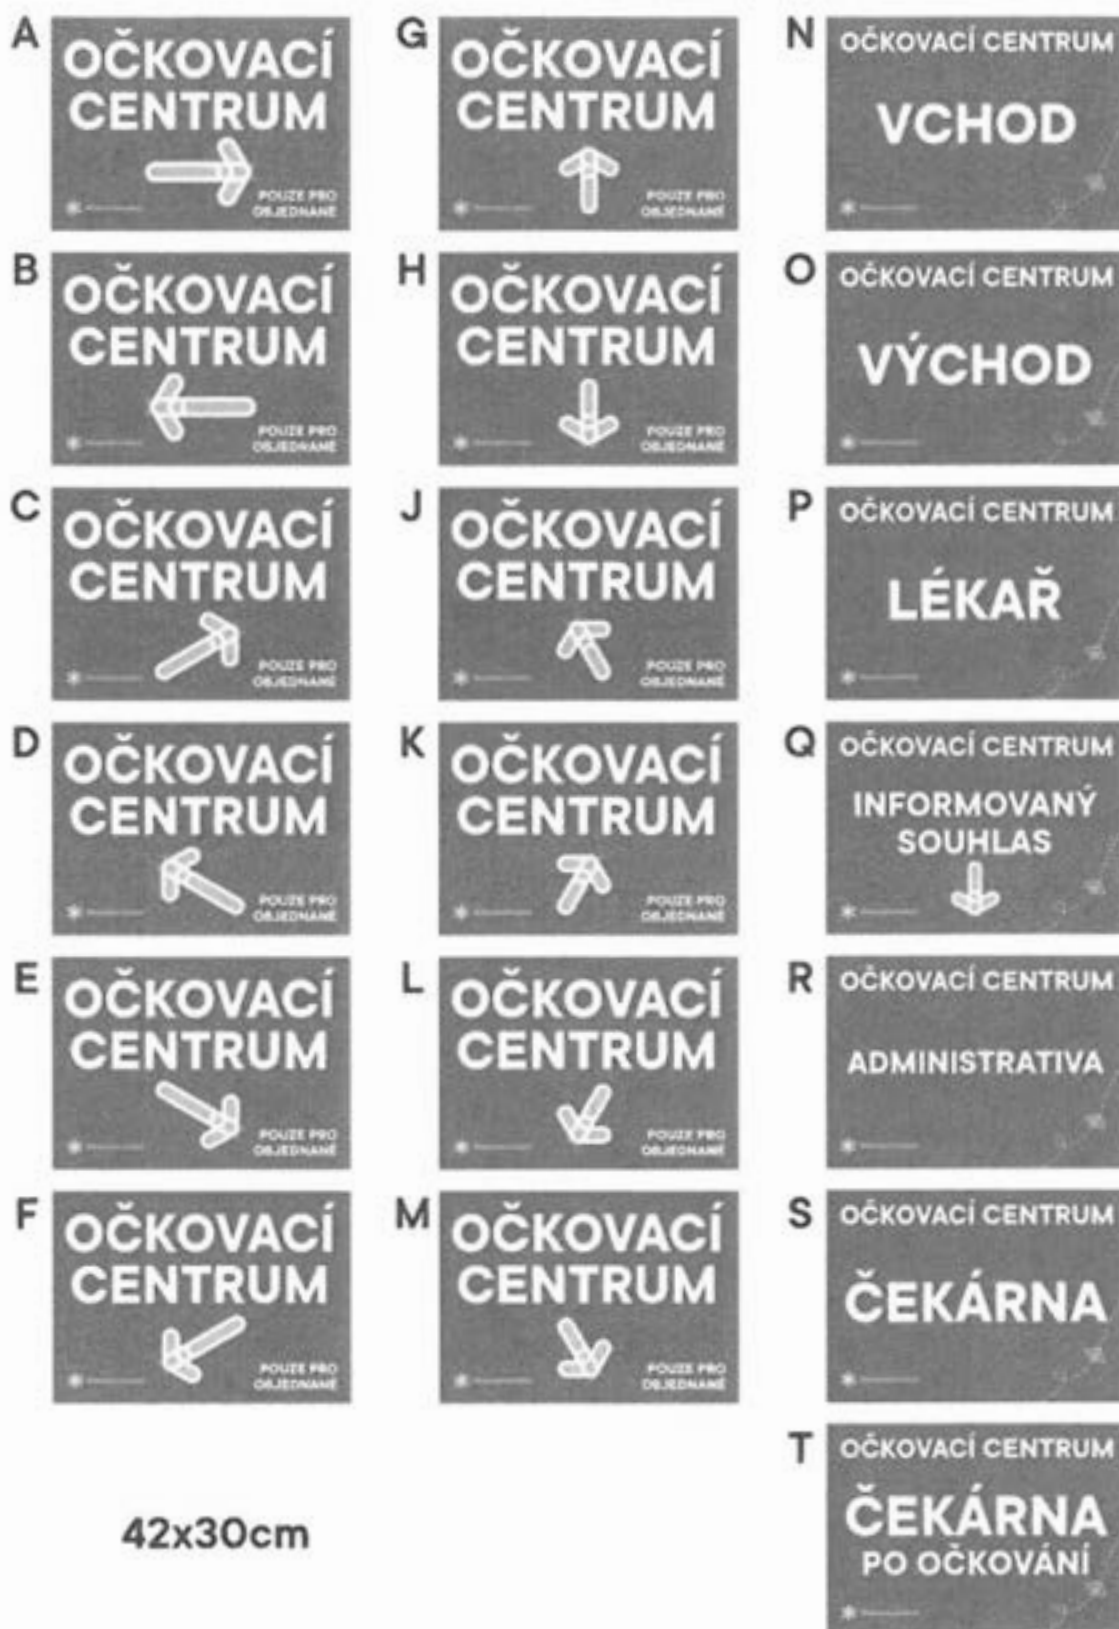 A
OČKOVACÍ
CENTRUM
POUZE PRO
OBJEDNANÉ
B
OČKOVACÍ
CENTRUM
POUZE PRO
OBJEDNANÉ
C
OČKOVACÍ
CENTRUM
POUZE PRO
OBJEDNANÉ
D
OČKOVACÍ
CENTRUM
POUZE PRO
OBJEDNANÉ
E
OČKOVACÍ
CENTRUM
POUZE PRO
OBJEDNANÉ
F
OČKOVACÍ
CENTRUM
POUZE PRO
OBJEDNANÉ
42x30cm
G
OČKOVACÍ
CENTRUM
POUZE PRO
OBJEDNANÉ
H
OČKOVACÍ
CENTRUM
POUZE PRO
OBJEDNANÉ
J
OČKOVACÍ
CENTRUM
POUZE PRO
OBJEDNANÉ
K
OČKOVACÍ
CENTRUM
POUZE PRO
OBJEDNANÉ
L
OČKOVACÍ
CENTRUM
POUZE PRO
OBJEDNANÉ
M
OČKOVACÍ
CENTRUM
POUZE PRO
OBJEDNANÉ
N
OČKOVACÍ CENTRUM
VCHOD
O
OČKOVACÍ CENTRUM
VÝCHOD
P
OČKOVACÍ CENTRUM
LÉKAŘ
Q
OČKOVACÍ CENTRUM
INFORMOVANÝ
SOUHLAS
R
OČKOVACÍ CENTRUM
ADMINISTRATIVA
S
OČKOVACÍ CENTRUM
ČEKÁRNA
T
OČKOVACÍ CENTRUM
ČEKÁRNA
PO OČKOVÁNÍ